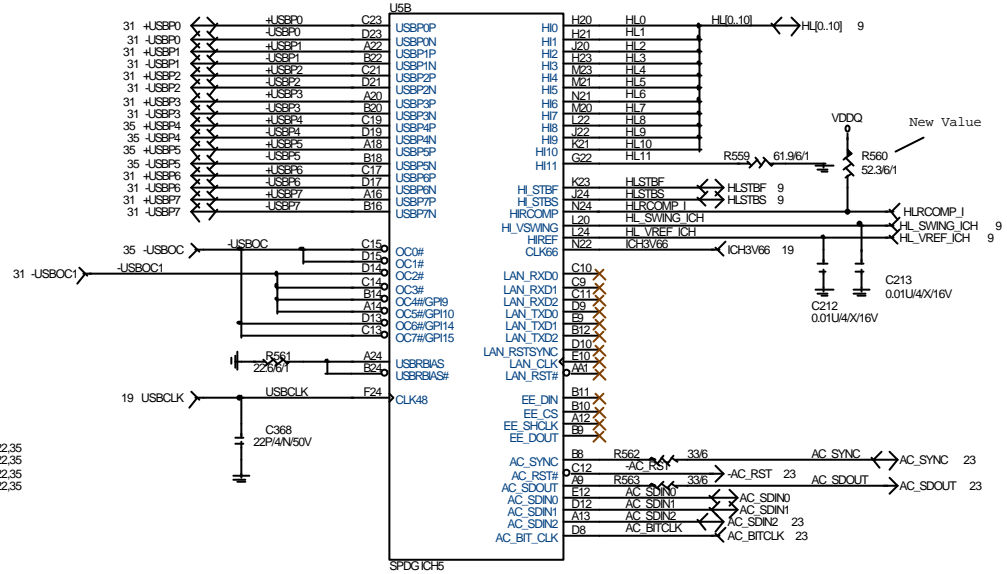 U5B
31 +USBP0 +USBP0 C23 USBP0P HI0 H20 HL0 HL[0..10] HL[0..10] 9
31 -USBP0 -USBP0 D23 USBP0N HI1 H21 HL1
31 +USBP1 +USBP1 A22 USBP1P HI2 J20 HL2
31 -USBP1 -USBP1 B22 USBP1N HI3 H23 HL3
31 +USBP2 +USBP2 C21 USBP2P HI4 M23 HL4
31 -USBP2 -USBP2 D21 USBP2N HI5 M21 HL5
31 +USBP3 +USBP3 A20 USBP3P HI6 N21 HL6
31 -USBP3 -USBP3 B20 USBP3N HI7 M20 HL7
35 +USBP4 +USBP4 C19 USBP4P HI8 L22 HL8
35 -USBP4 -USBP4 D19 USBP4N HI9 J22 HL9
35 +USBP5 +USBP5 A18 USBP5P HI10 K21 HL10
35 -USBP5 -USBP5 B18 USBP5N HI11 G22 HL11 R559 61.9/6/1
VDDQ New Value
R560
52.3/6/1
31 +USBP6 +USBP6 C17 USBP6P
31 -USBP6 -USBP6 D17 USBP6N HI_STBF K23 HLSTBF HLSTBF 9
31 +USBP7 +USBP7 A16 USBP7P HI_STBS J24 HLSTBS HLSTBS 9
31 -USBP7 -USBP7 B16 USBP7N HIRCOMP N24 HLRCOMP_I HLRCOMP_I
HI_VSWING L20 HL_SWING_ICH HL_SWING_ICH 9
HIREF L24 HL_VREF_ICH HL_VREF_ICH 9
35 -USBOC -USBOC C15 OC0# CLK66 N22 ICH3V66 ICH3V66 19
D15 OC1#
31 -USBOC1 -USBOC1 D14 OC2# LAN_RXD0 C10
C14 OC3# LAN_RXD1 C9
B14 OC4#/GPI9 LAN_RXD2 C11
A14 OC5#/GPI10 LAN_TXD0 D9
D13 OC6#/GPI14 LAN_TXD1 E9
C13 OC7#/GPI15 LAN_TXD2 B12
C213
0.01U/4/X/16V
C212
0.01U/4/X/16V
LAN_RSTSYNC D10
R561 A24 USBRBIAS LAN_CLK E10
22.6/6/1 B24 USBRBIAS# LAN_RST# AA1
19 USBCLK USBCLK F24 CLK48 EE_DIN B11
EE_CS B10
EE_SHCLK A12
EE_DOUT B9
C368
22P/4/N/50V
22,35
22,35
22,35
22,35
AC_SYNC B8 R562 33/6 AC_SYNC AC_SYNC 23
AC_RST# C12 -AC_RST -AC_RST 23
AC_SDOUT A9 R563 33/6 AC_SDOUT AC_SDOUT 23
AC_SDIN0 E12 AC_SDIN0 AC_SDIN0
AC_SDIN1 D12 AC_SDIN1 AC_SDIN1
AC_SDIN2 A13 AC_SDIN2 AC_SDIN2 23
AC_BIT_CLK D8 AC_BITCLK AC_BITCLK 23
SPDG ICH5